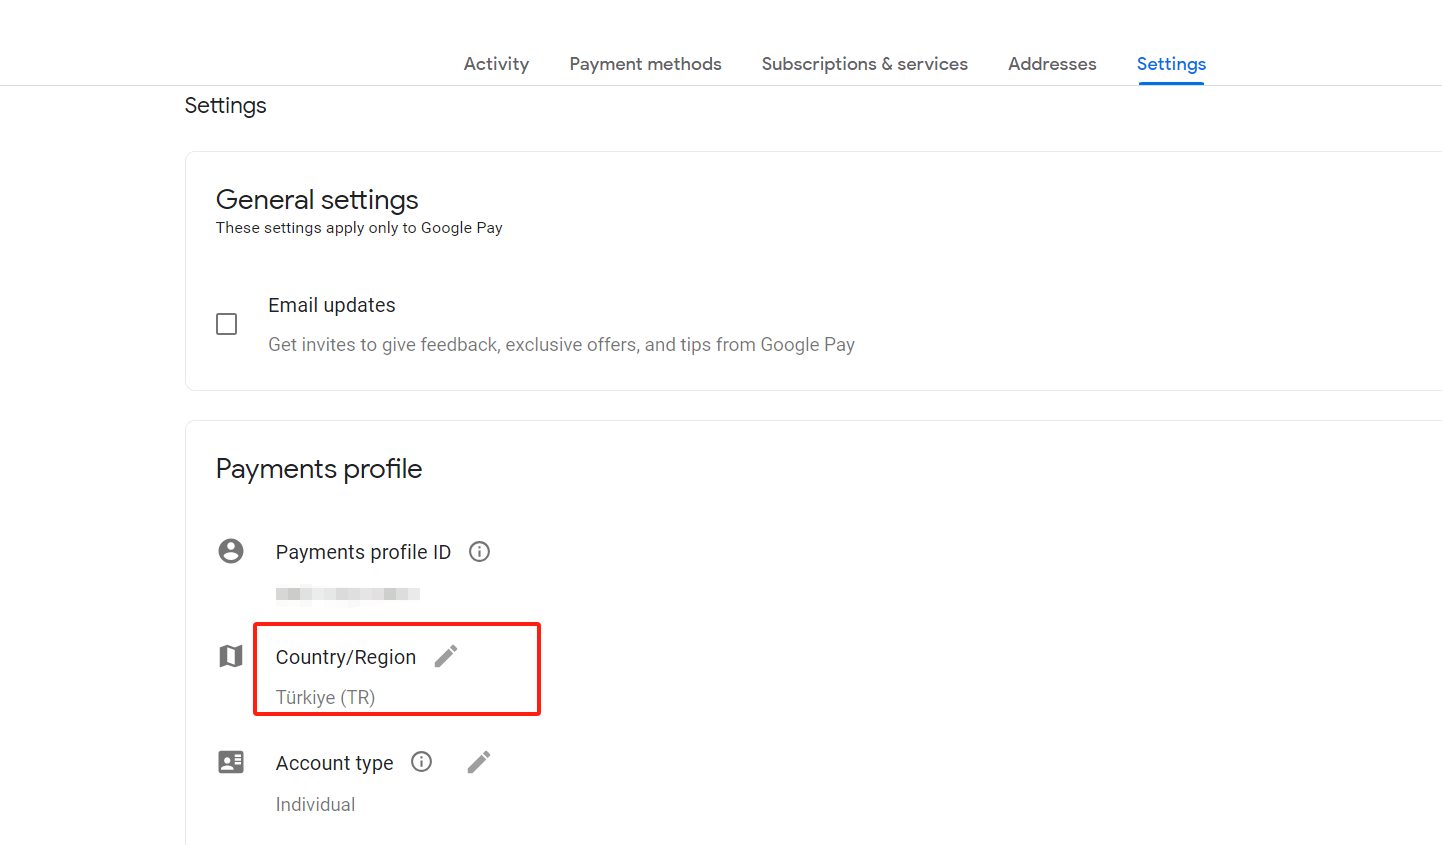 Activity Payment methods Subscriptions & services Addresses Settings
Settings
General settings
These settings apply only to Google Pay
Email updates
Get invites to give feedback, exclusive offers, and tips from Google Pay
Payments profile
Payments profile ID
Country/Region
Türkiye (TR)
Account type
Individual